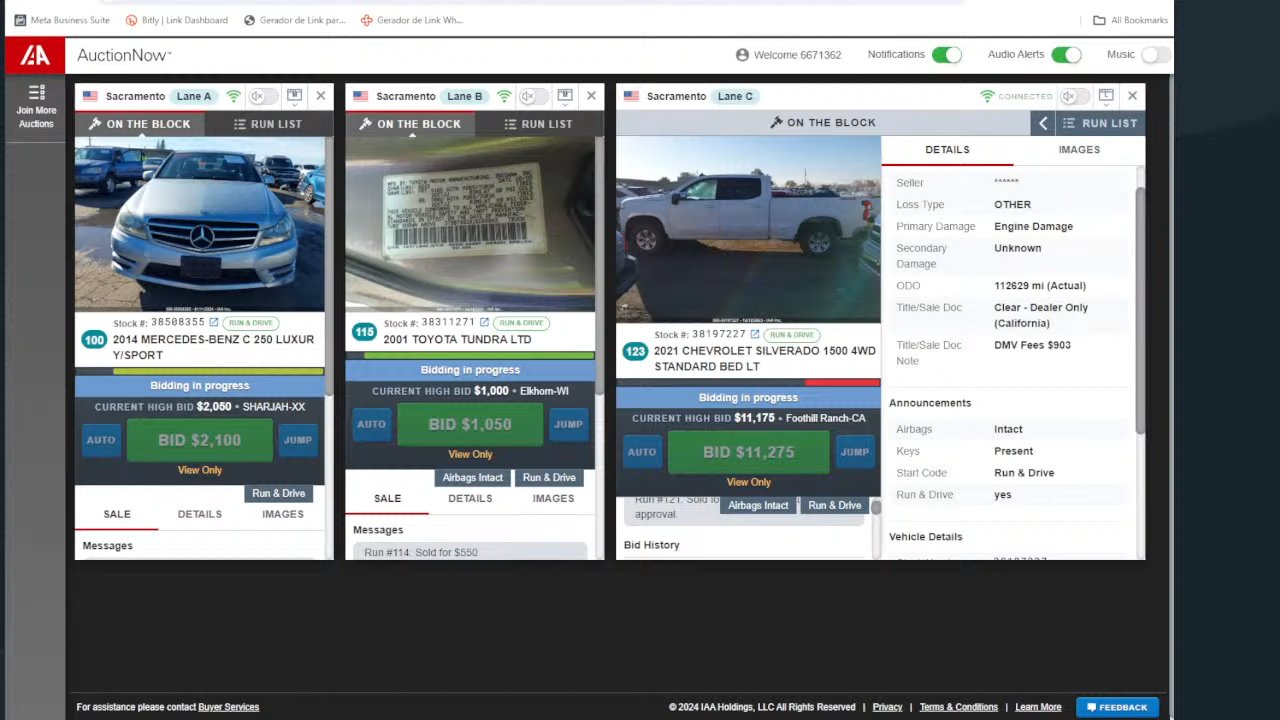 Meta Business Suite
Bitly | Link Dashboard
Gerador de Link par...
Gerador de Link Wh...
All Bookmarks
IAA
AuctionNow™
Welcome 6671362
Notifications
Audio Alerts
Music
Join More
Auctions
Sacramento Lane A
ON THE BLOCK
RUN LIST
Stock #: 38508355
RUN & DRIVE
100
2014 MERCEDES-BENZ C 250 LUXUR
Y/SPORT
Bidding in progress
CURRENT HIGH BID $2,050 • SHARJAH-XX
AUTO
BID $2,100
JUMP
View Only
Run & Drive
SALE
DETAILS
IMAGES
Messages
Sacramento Lane B
ON THE BLOCK
RUN LIST
Stock #: 38311271
RUN & DRIVE
115
2001 TOYOTA TUNDRA LTD
Bidding in progress
CURRENT HIGH BID $1,000 • Elkhorn-WI
AUTO
BID $1,050
JUMP
View Only
Airbags Intact
Run & Drive
SALE
DETAILS
IMAGES
Messages
Run #114: Sold for $550
Sacramento Lane C
CONNECTED
ON THE BLOCK
RUN LIST
Stock #: 38197227
RUN & DRIVE
123
2021 CHEVROLET SILVERADO 1500 4WD
STANDARD BED LT
Bidding in progress
CURRENT HIGH BID $11,175 • Foothill Ranch-CA
AUTO
BID $11,275
JUMP
View Only
Run #121: Sold
approval.
Airbags Intact
Run & Drive
Bid History
DETAILS
IMAGES
Seller ******
Loss Type OTHER
Primary Damage Engine Damage
Secondary Unknown
Damage
ODO 112629 mi (Actual)
Title/Sale Doc Clear - Dealer Only
(California)
Title/Sale Doc DMV Fees $903
Note
Announcements
Airbags Intact
Keys Present
Start Code Run & Drive
Run & Drive yes
Vehicle Details
For assistance please contact Buyer Services
© 2024 IAA Holdings, LLC All Rights Reserved | Privacy | Terms & Conditions | Learn More
FEEDBACK